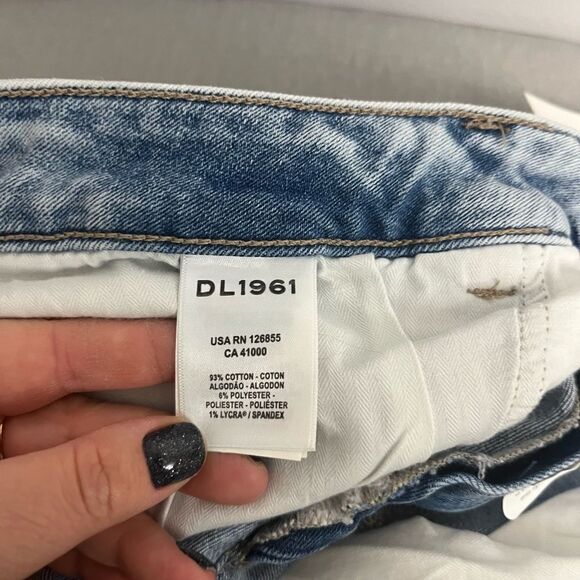 DL1961
USA RN 126855
CA 41000
93% COTTON - COTON
ALGODÃO - ALGODON
6% POLYESTER -
POLIESTER - POLIÉSTER
1% LYCRA® / SPANDEX